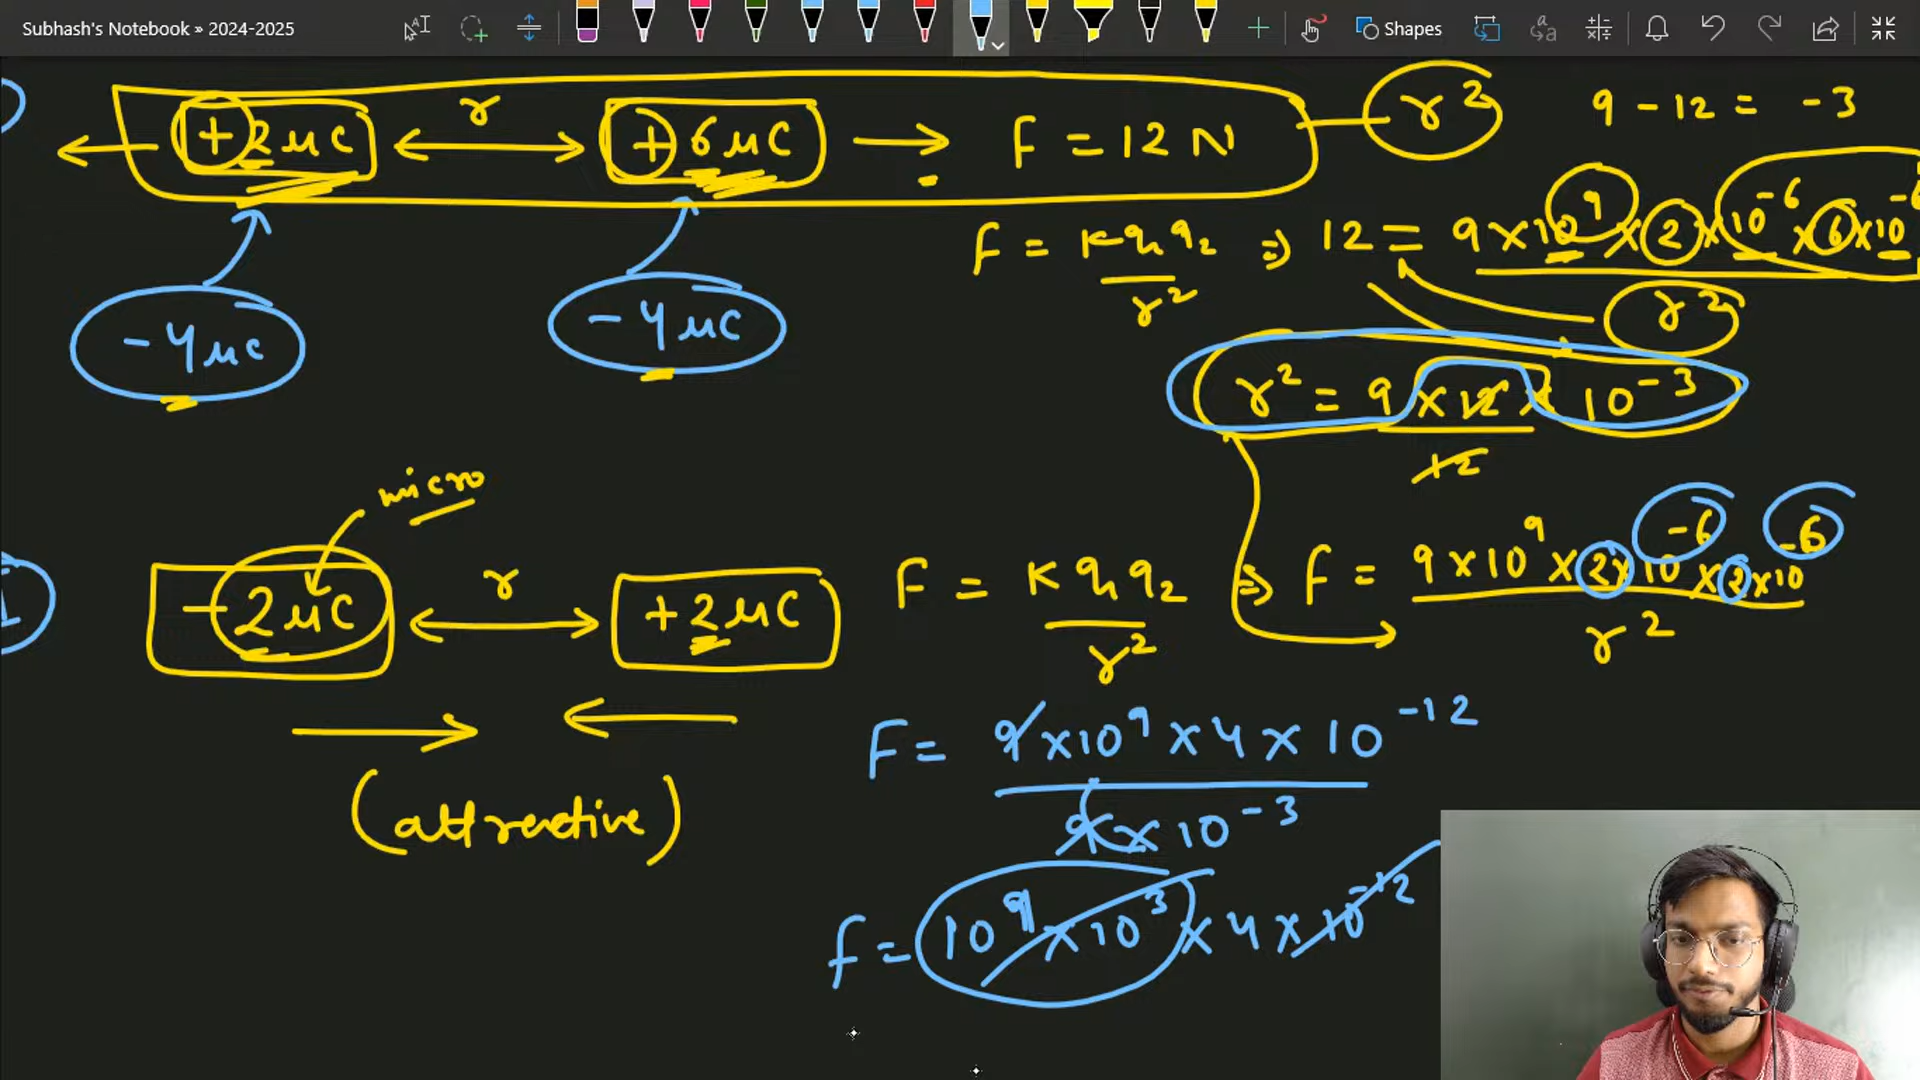 Subhash's Notebook » 2024-2025
Shapes
+2μC r +6μC → F = 12 N r² 9 - 12 = -3
-4μC -4μC
F = Kq₁q₂/r² ⇒ 12 = 9×10⁹×2×10⁻⁶×6×10⁻⁶/r²
r² = 9×12×10⁻³/12
micro
-2μC r +2μC F = Kq₁q₂/r² ⇒ F = 9×10⁹×2×10⁻⁶×2×10⁻⁶/r²
(attractive)
F = 9×10⁹×4×10⁻¹²/9×10⁻³
f = 10⁹×10³×4×10⁻¹²